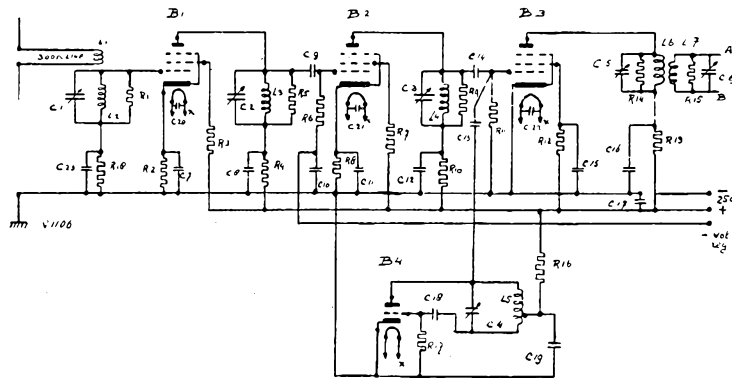 B1
B2
B3
L1
300Ω Line
C9
C14
L6 L7
A
C5
C6
R14
R15
B
C1
L2
R1
C20
R3
C2
L3
R5
R6
C21
R7
C3
L4
R9
C13
R11
C22
R12
C23
R18
R2
C7
C8
R4
C10
R8
C11
C12
R10
C15
C16
R13
C17
V1106
250
+
-
B4
R16
C18
R17
C4
L5
C19